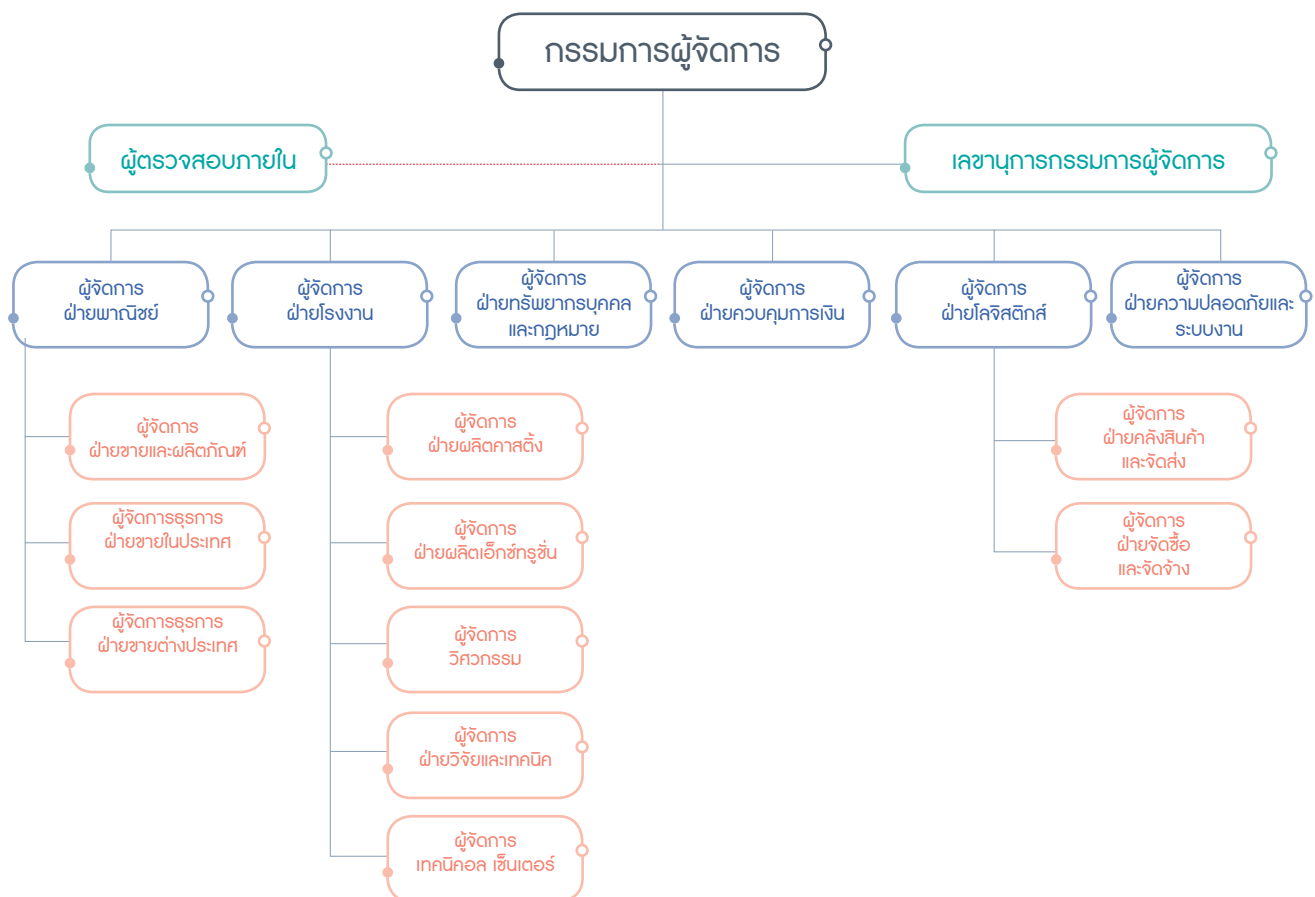 กรรมการผู้จัดการ
ผู้ตรวจสอบภายใน
เลขานุการกรรมการผู้จัดการ
ผู้จัดการ
ฝ่ายพาณิชย์
ผู้จัดการ
ฝ่ายโรงงาน
ผู้จัดการ
ฝ่ายทรัพยากรบุคคล
และกฎหมาย
ผู้จัดการ
ฝ่ายควบคุมการเงิน
ผู้จัดการ
ฝ่ายโลจิสติกส์
ผู้จัดการ
ฝ่ายความปลอดภัยและ
ระบบงาน
ผู้จัดการ
ฝ่ายขายและผลิตภัณฑ์
ผู้จัดการธุรการ
ฝ่ายขายในประเทศ
ผู้จัดการธุรการ
ฝ่ายขายต่างประเทศ
ผู้จัดการ
ฝ่ายผลิตคาสติ้ง
ผู้จัดการ
ฝ่ายผลิตเอ็กซ์ทรูชั่น
ผู้จัดการ
วิศวกรรม
ผู้จัดการ
ฝ่ายวิจัยและเทคนิค
ผู้จัดการ
เทคนิคอล เซ็นเตอร์
ผู้จัดการ
ฝ่ายคลังสินค้า
และจัดส่ง
ผู้จัดการ
ฝ่ายจัดซื้อ
และจัดจ้าง